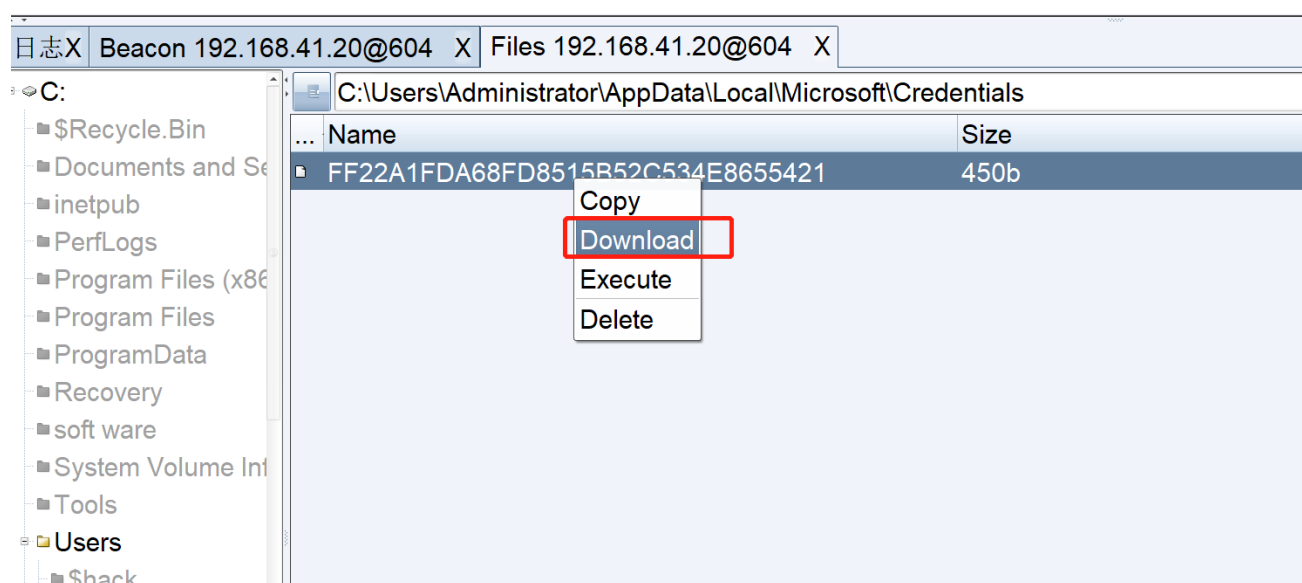 日志X Beacon 192.168.41.20@604 X Files 192.168.41.20@604 X
C:
$Recycle.Bin
Documents and Se
inetpub
PerfLogs
Program Files (x86
Program Files
ProgramData
Recovery
soft ware
System Volume Inf
Tools
Users
$hack
C:\Users\Administrator\AppData\Local\Microsoft\Credentials
... Name Size
FF22A1FDA68FD8515B52C534E8655421 450b
Copy
Download
Execute
Delete